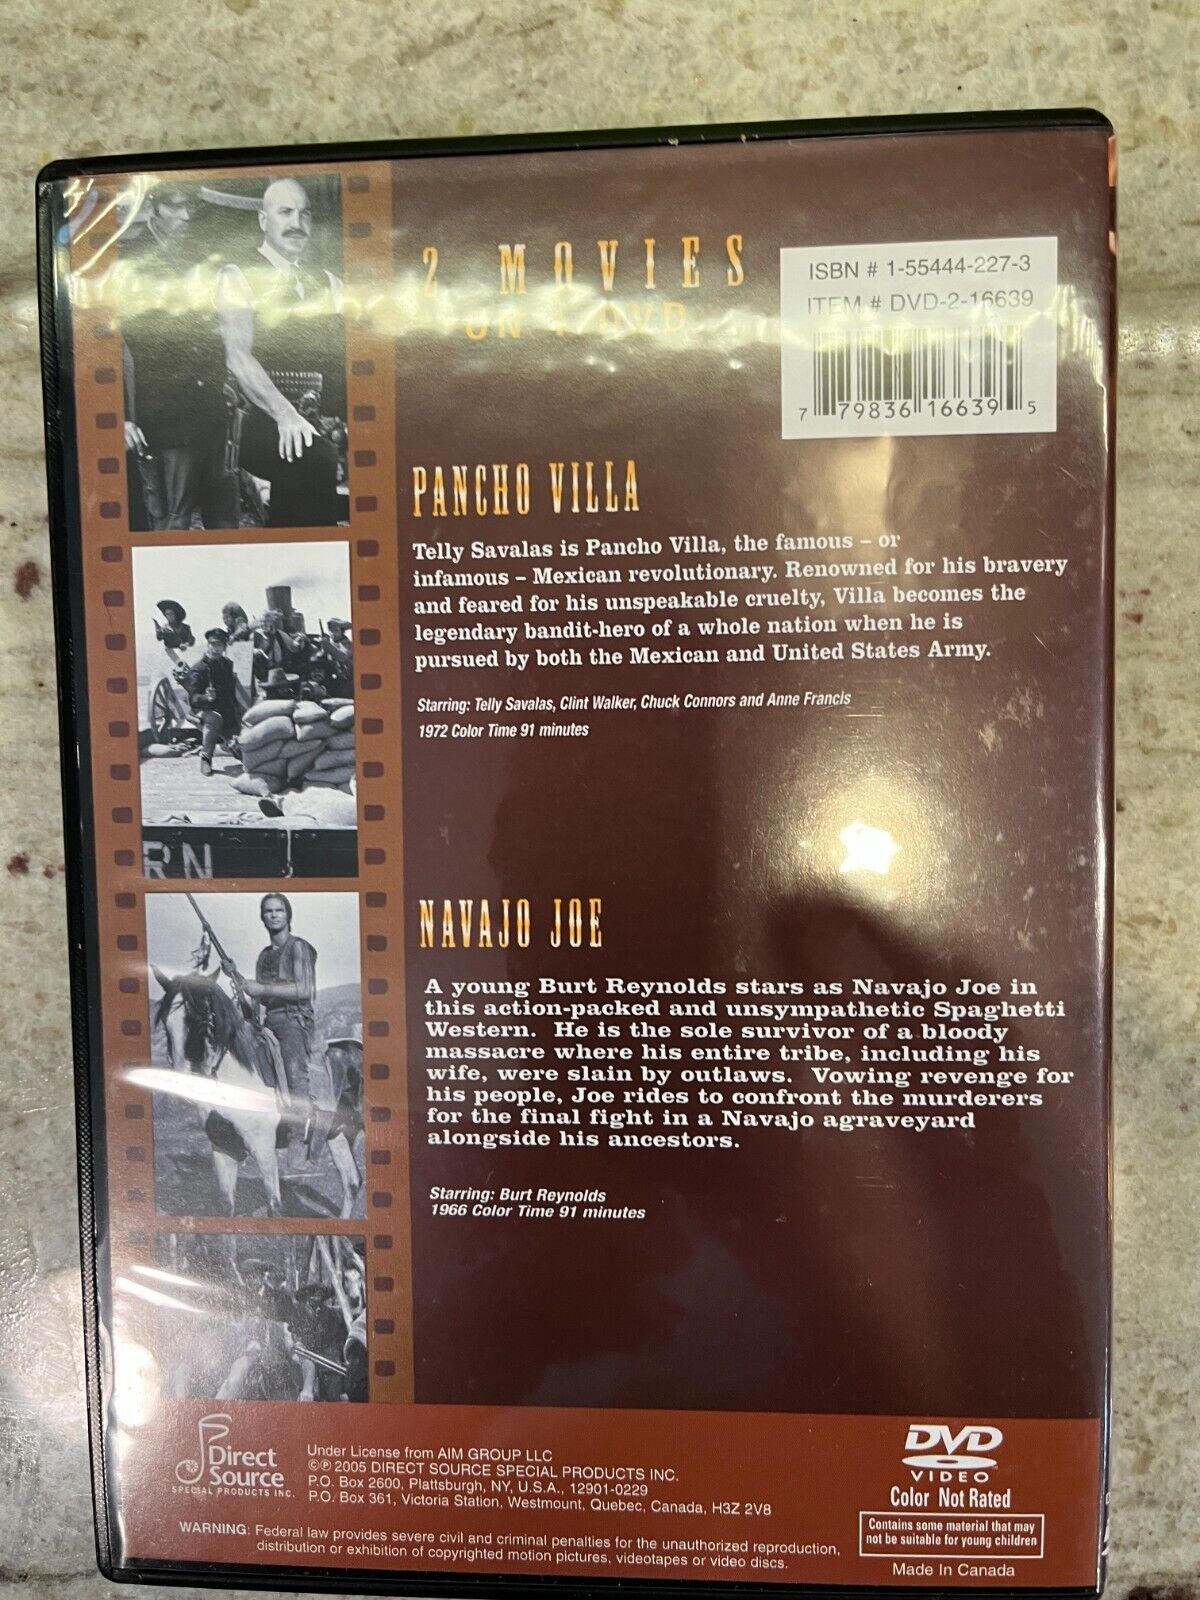 2 MOVIES
ON 1 DVD
ISBN # 1-55444-227-3
ITEM # DVD-2-16639
7 79836 16639 5
PANCHO VILLA
Telly Savalas is Pancho Villa, the famous – or
infamous – Mexican revolutionary. Renowned for his bravery
and feared for his unspeakable cruelty, Villa becomes the
legendary bandit-hero of a whole nation when he is
pursued by both the Mexican and United States Army.
Starring: Telly Savalas, Clint Walker, Chuck Connors and Anne Francis
1972 Color Time 91 minutes
RN
NAVAJO JOE
A young Burt Reynolds stars as Navajo Joe in
this action-packed and unsympathetic Spaghetti
Western. He is the sole survivor of a bloody
massacre where his entire tribe, including his
wife, were slain by outlaws. Vowing revenge for
his people, Joe rides to confront the murderers
for the final fight in a Navajo agraveyard
alongside his ancestors.
Starring: Burt Reynolds
1966 Color Time 91 minutes
Direct
Source
SPECIAL PRODUCTS INC.
Under License from AIM GROUP LLC
©℗ 2005 DIRECT SOURCE SPECIAL PRODUCTS INC.
P.O. Box 2600, Plattsburgh, NY, U.S.A., 12901-0229
P.O. Box 361, Victoria Station, Westmount, Quebec, Canada, H3Z 2V8
WARNING: Federal law provides severe civil and criminal penalties for the unauthorized reproduction,
distribution or exhibition of copyrighted motion pictures, videotapes or video discs.
DVD
VIDEO
Color Not Rated
Contains some material that may
not be suitable for young children
Made In Canada